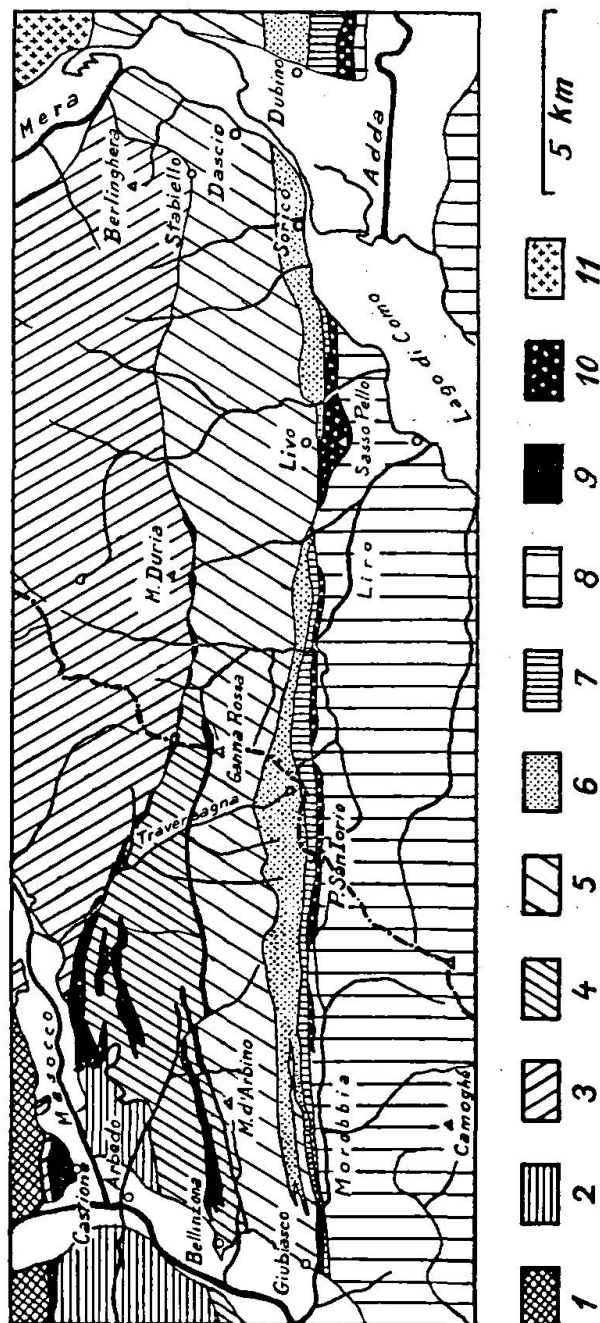 Castione
Mesocco
Arbedo
Bellinzona
Giubiasco
M. d'Arbino
Morobbia
Camoghè
Traversagna
Ganna Rossa
P. San Iorio
M. Duria
Liro
Livo
Sasso Pello
Lago di Como
Berlinghera
Stabiello
Dascio
Sorico
Mera
Dubino
Adda
1 2 3 4 5 6 7 8 9 10 11
5 km